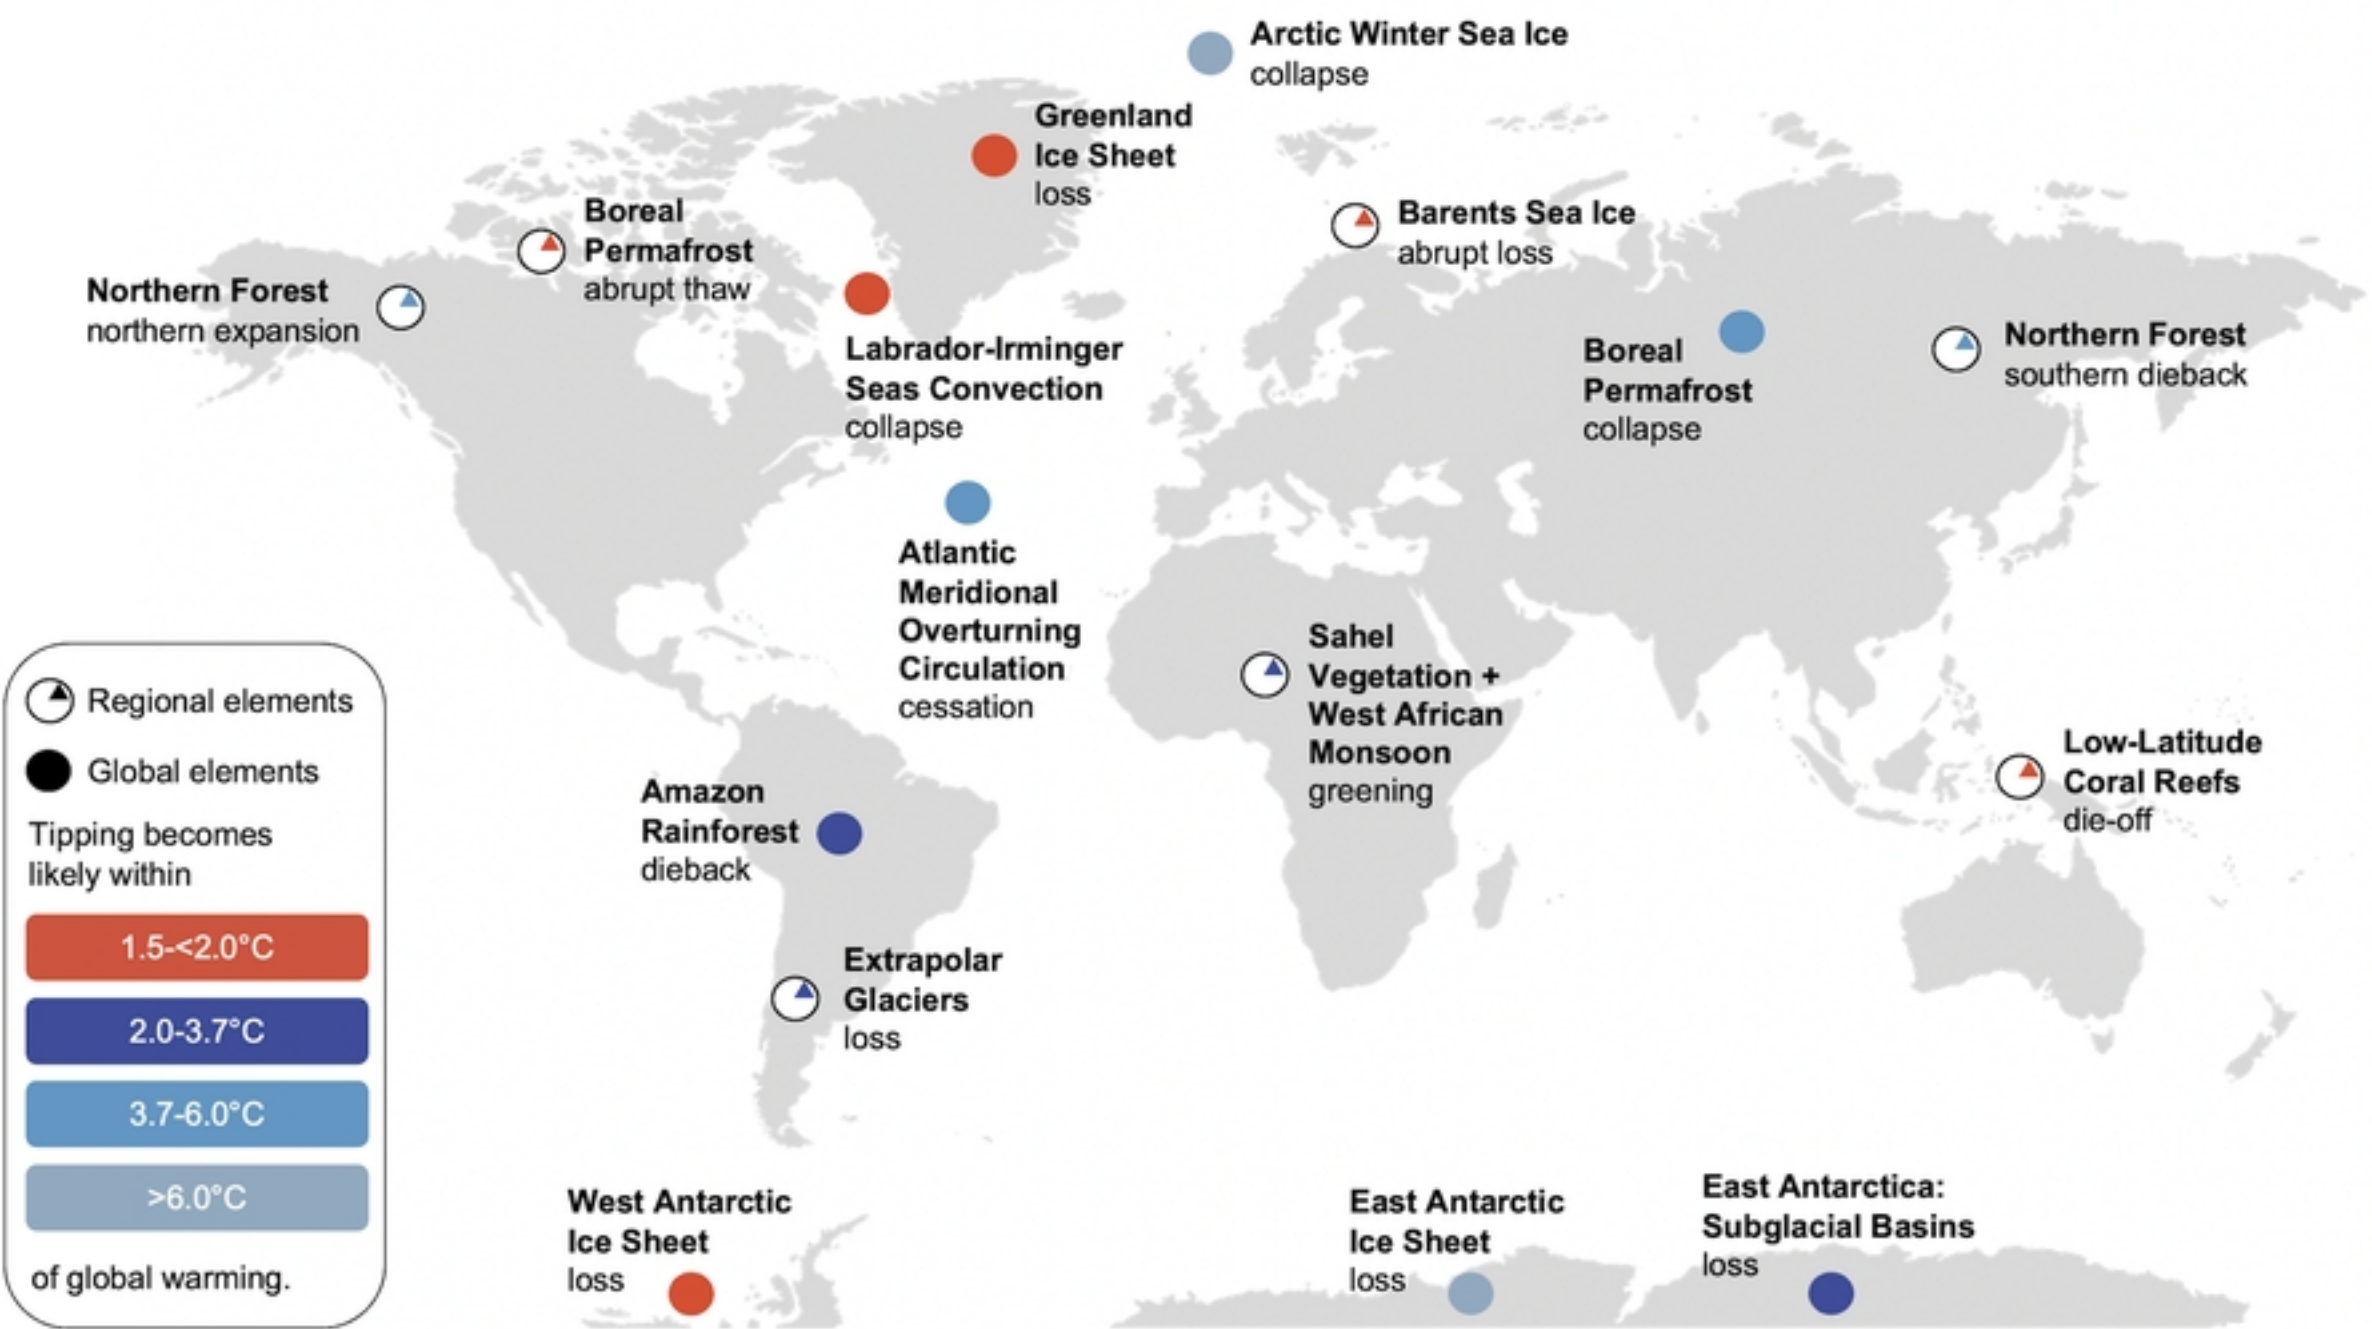 Arctic Winter Sea Ice
collapse
Greenland
Ice Sheet
loss
Boreal
Permafrost
abrupt thaw
Barents Sea Ice
abrupt loss
Northern Forest
northern expansion
Labrador-Irminger
Seas Convection
collapse
Boreal
Permafrost
collapse
Northern Forest
southern dieback
Atlantic
Meridional
Overturning
Circulation
cessation
Sahel
Vegetation +
West African
Monsoon
greening
Low-Latitude
Coral Reefs
die-off
Amazon
Rainforest
dieback
Extrapolar
Glaciers
loss
West Antarctic
Ice Sheet
loss
East Antarctic
Ice Sheet
loss
East Antarctica:
Subglacial Basins
loss
Regional elements
Global elements
Tipping becomes
likely within
1.5-<2.0°C
2.0-3.7°C
3.7-6.0°C
>6.0°C
of global warming.